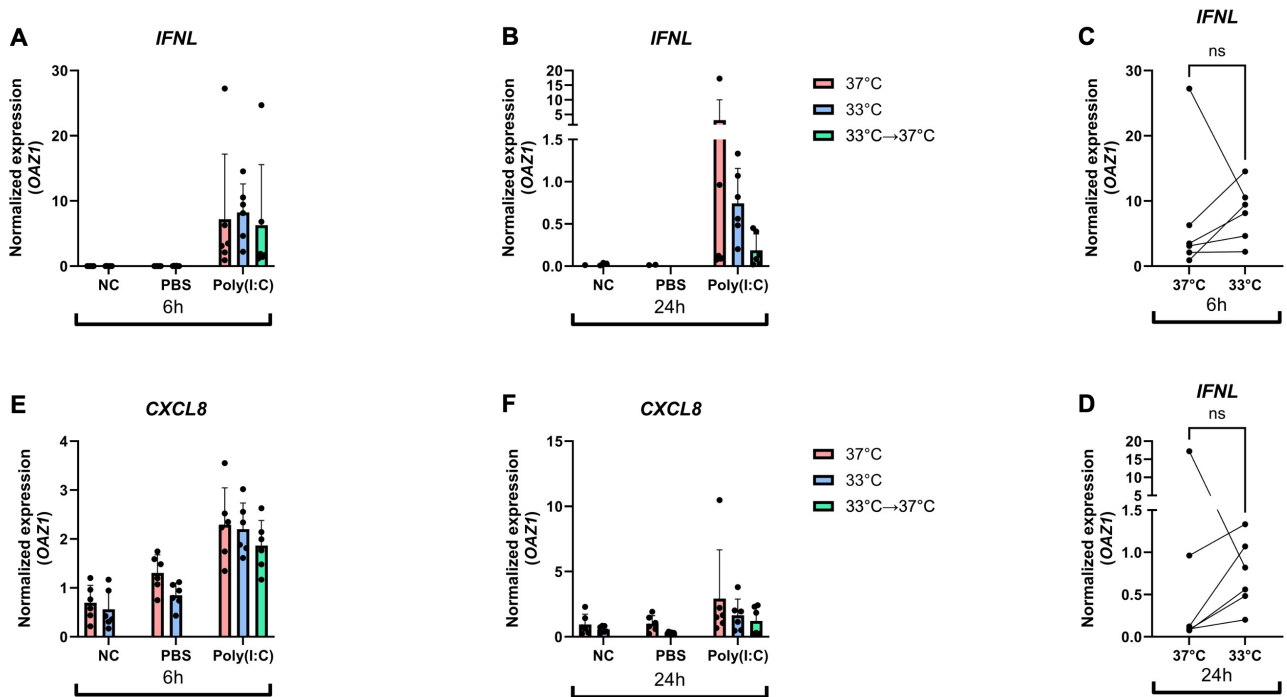 A
IFNL
Normalized expression
(OAZ1)
30
20
10
0
NC PBS Poly(I:C)
6h
B
IFNL
Normalized expression
(OAZ1)
20
15
10
5
1.5
1.0
0.5
0.0
NC PBS Poly(I:C)
24h
37°C
33°C
33°C→37°C
C
IFNL
ns
Normalized expression
(OAZ1)
30
20
10
0
37°C 33°C
6h
E
CXCL8
Normalized expression
(OAZ1)
4
3
2
1
0
NC PBS Poly(I:C)
6h
F
CXCL8
Normalized expression
(OAZ1)
15
10
5
0
NC PBS Poly(I:C)
24h
37°C
33°C
33°C→37°C
D
IFNL
ns
Normalized expression
(OAZ1)
20
15
10
5
1.5
1.0
0.5
0.0
37°C 33°C
24h